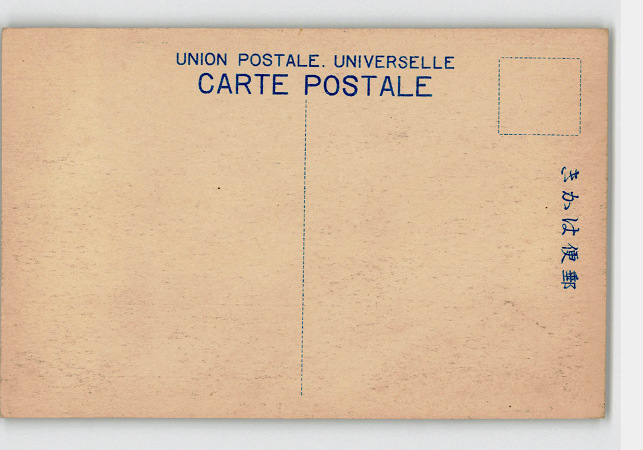 UNION POSTALE. UNIVERSELLE
CARTE POSTALE
きかは便郵